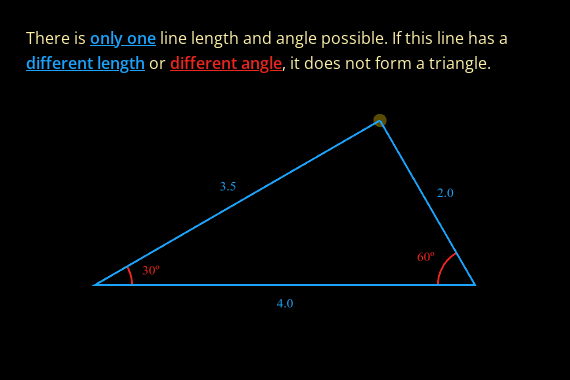 There is only one line length and angle possible. If this line has a
different length or different angle, it does not form a triangle.
3.5
2.0
30º
60º
4.0